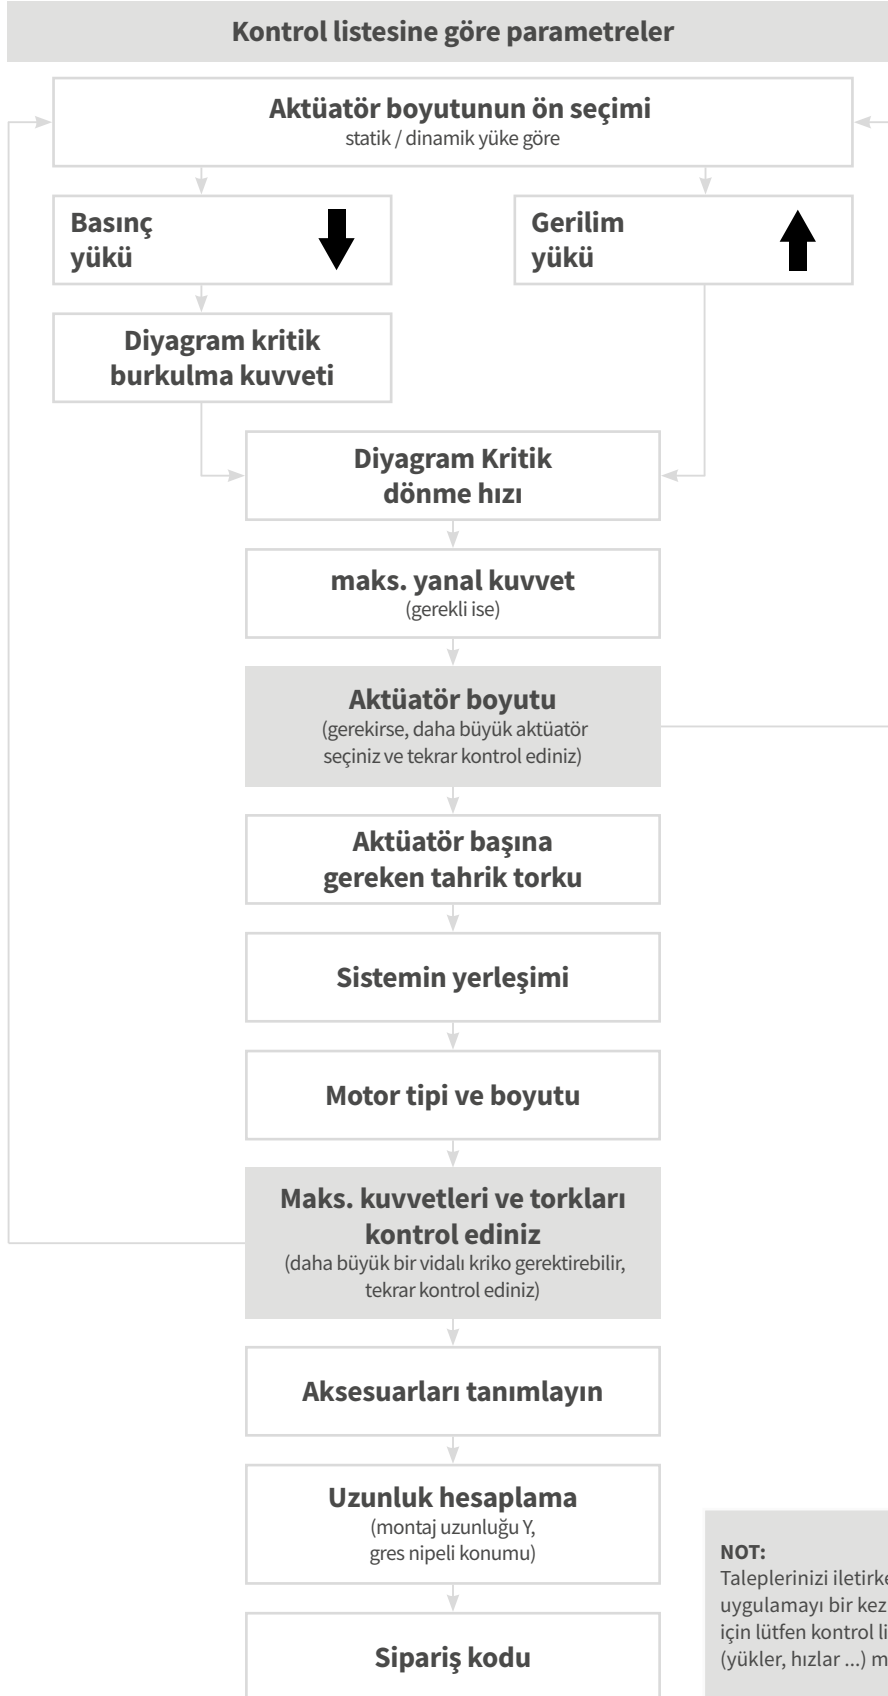 Kontrol listesine göre parametreler
Aktüatör boyutunun ön seçimi
statik / dinamik yüke göre
Basınç
yükü
Gerilim
yükü
Diyagram kritik
burkulma kuvveti
Diyagram Kritik
dönme hızı
maks. yanal kuvvet
(gerekli ise)
Aktüatör boyutu
(gerekirse, daha büyük aktüatör
seçiniz ve tekrar kontrol ediniz)
Aktüatör başına
gereken tahrik torku
Sistemin yerleşimi
Motor tipi ve boyutu
Maks. kuvvetleri ve torkları
kontrol ediniz
(daha büyük bir vidalı kriko gerektirebilir,
tekrar kontrol ediniz)
Aksesuarları tanımlayın
Uzunluk hesaplama
(montaj uzunluğu Y,
gres nipeli konumu)
Sipariş kodu
NOT:
Taleplerinizi
uygulamayı bir kez
için lütfen kontrol
(yükler, hızlar ...)